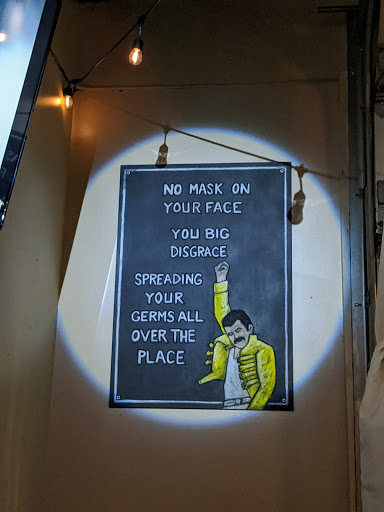 NO MASK ON
YOUR FACE
YOU BIG
DISGRACE
SPREADING
YOUR
GERMS ALL
OVER THE
PLACE